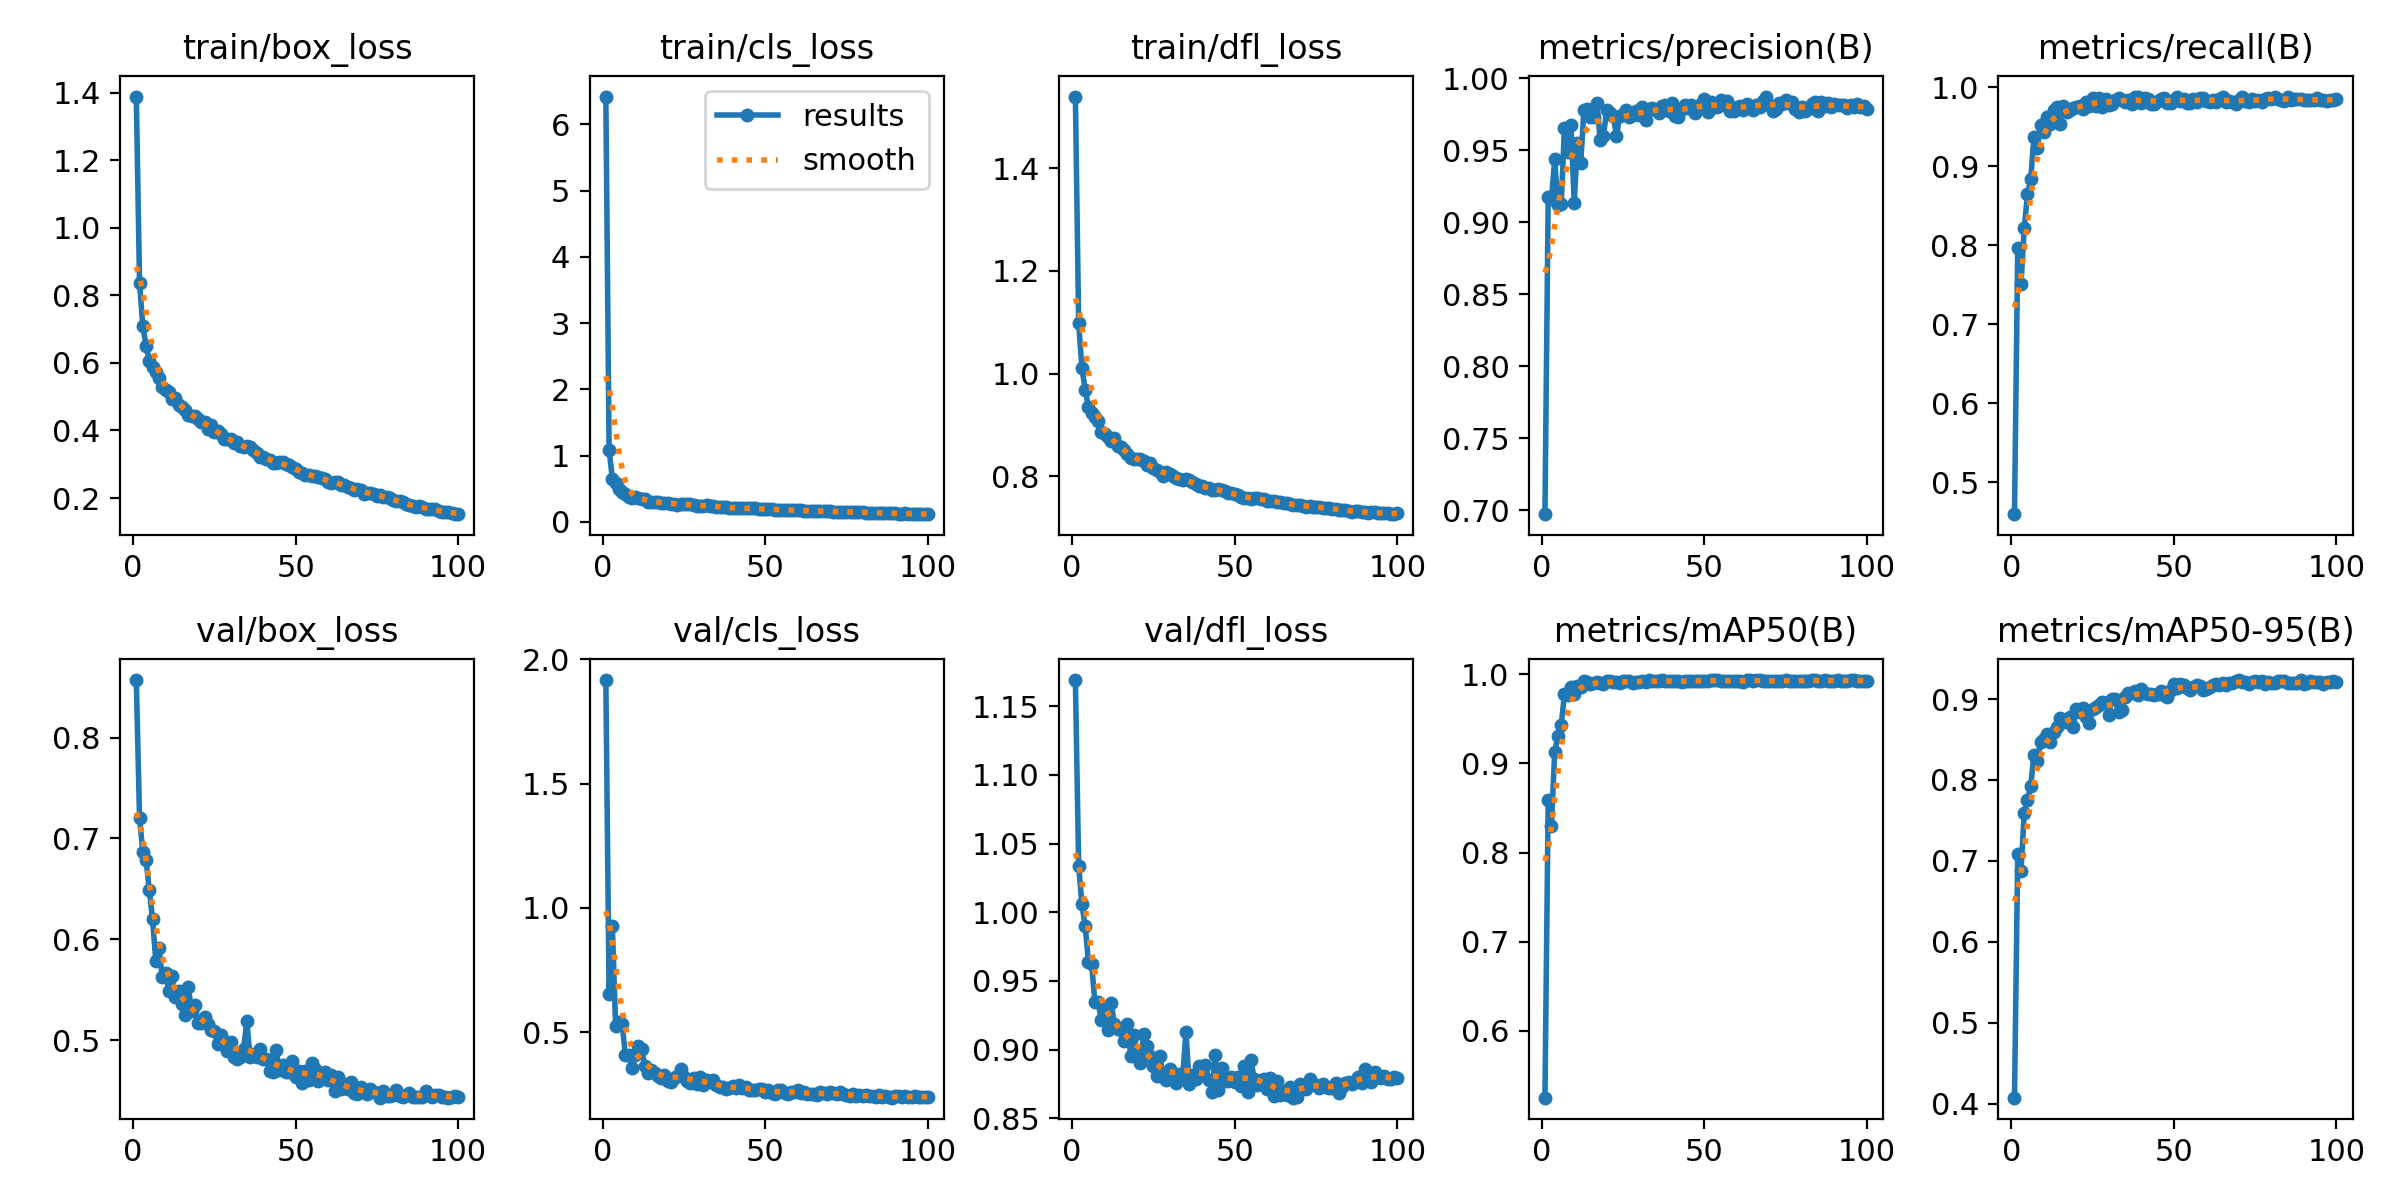 train/box_loss
1.4
1.2
1.0
0.8
0.6
0.4
0.2
0 50 100
train/cls_loss
results
smooth
6
5
4
3
2
1
0
0 50 100
train/dfl_loss
1.4
1.2
1.0
0.8
0 50 100
metrics/precision(B)
1.00
0.95
0.90
0.85
0.80
0.75
0.70
0 50 100
metrics/recall(B)
1.0
0.9
0.8
0.7
0.6
0.5
0 50 100
val/box_loss
0.8
0.7
0.6
0.5
0 50 100
val/cls_loss
2.0
1.5
1.0
0.5
0 50 100
val/dfl_loss
1.15
1.10
1.05
1.00
0.95
0.90
0.85
0 50 100
metrics/mAP50(B)
1.0
0.9
0.8
0.7
0.6
0 50 100
metrics/mAP50-95(B)
0.9
0.8
0.7
0.6
0.5
0.4
0 50 100